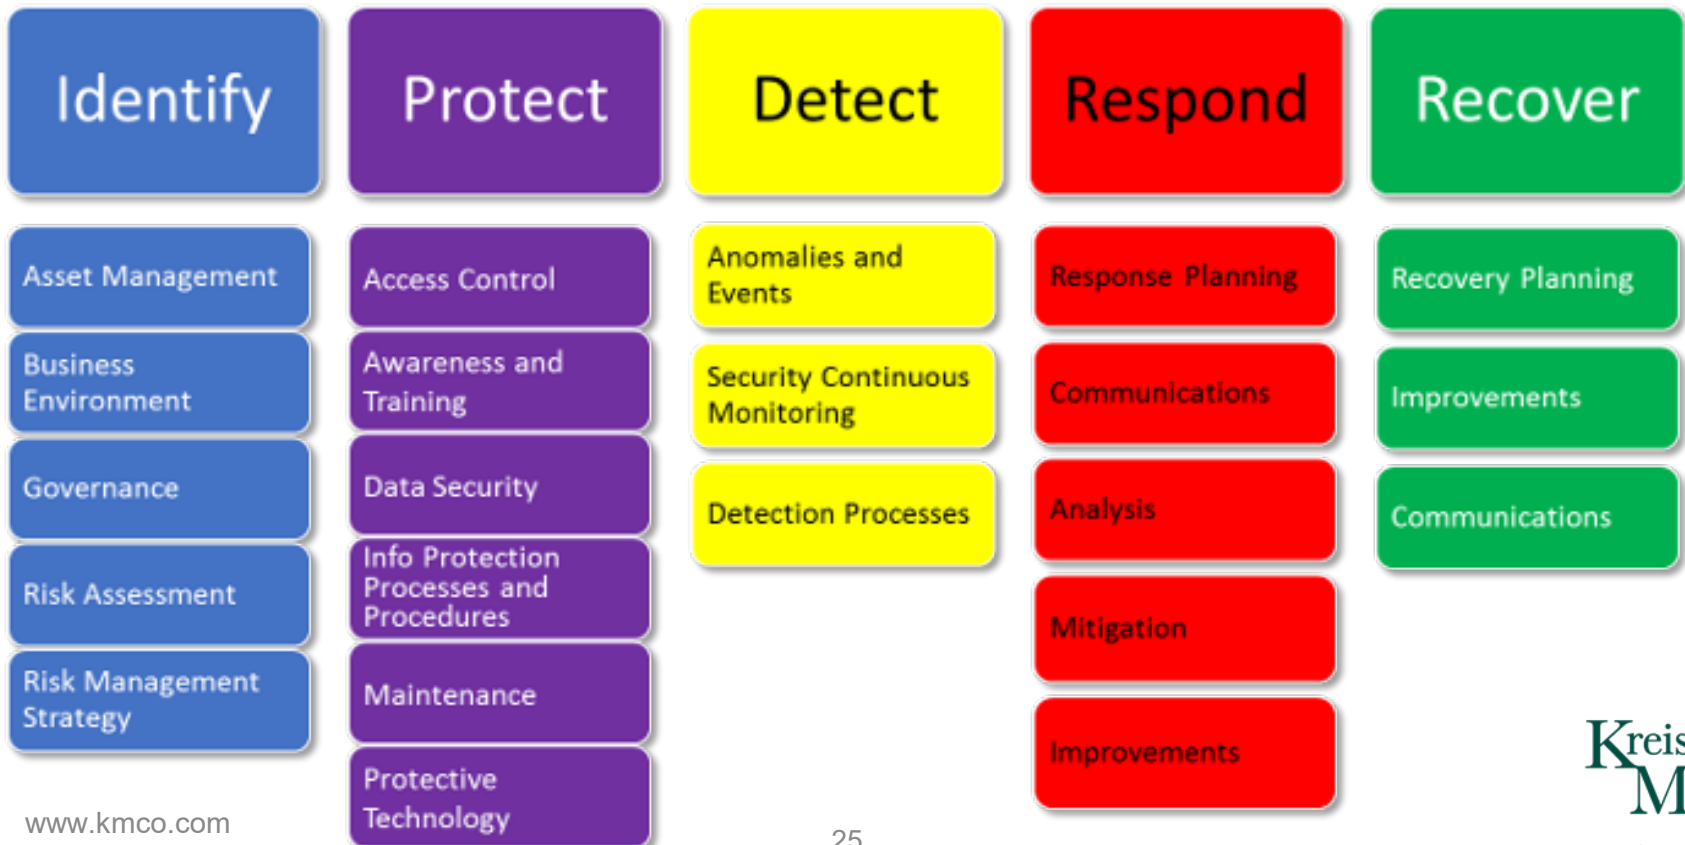 Identify
Protect
Detect
Respond
Recover
Asset Management
Business
Environment
Governance
Risk Assessment
Risk Management
Strategy
Access Control
Awareness and
Training
Data Security
Info Protection
Processes and
Procedures
Maintenance
Protective
Technology
Anomalies and
Events
Security Continuous
Monitoring
Detection Processes
Response Planning
Communications
Analysis
Mitigation
Improvements
Recovery Planning
Improvements
Communications
www.kmco.com
25